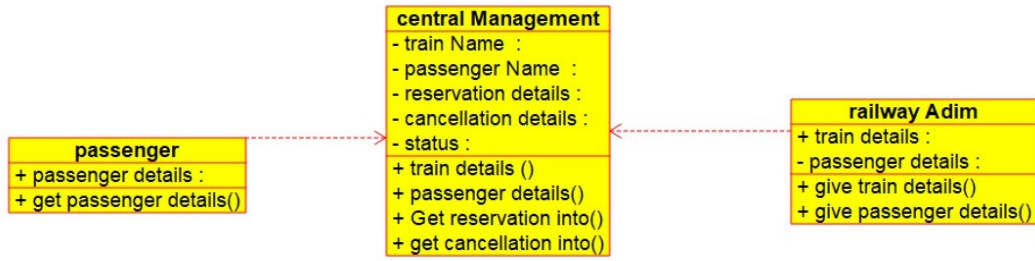 passenger
+ passenger details :
+ get passenger details()
central Management
- train Name :
- passenger Name :
- reservation details :
- cancellation details :
- status :
+ train details ()
+ passenger details()
+ Get reservation into()
+ get cancellation into()
railway Adim
+ train details :
- passenger details :
+ give train details()
+ give passenger details()